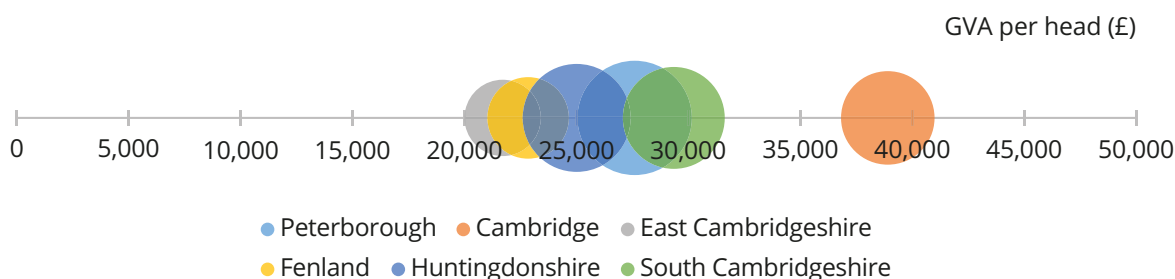 GVA per head (£)
0 5,000 10,000 15,000 20,000 25,000 30,000 35,000 40,000 45,000 50,000
Peterborough Cambridge East Cambridgeshire
Fenland Huntingdonshire South Cambridgeshire